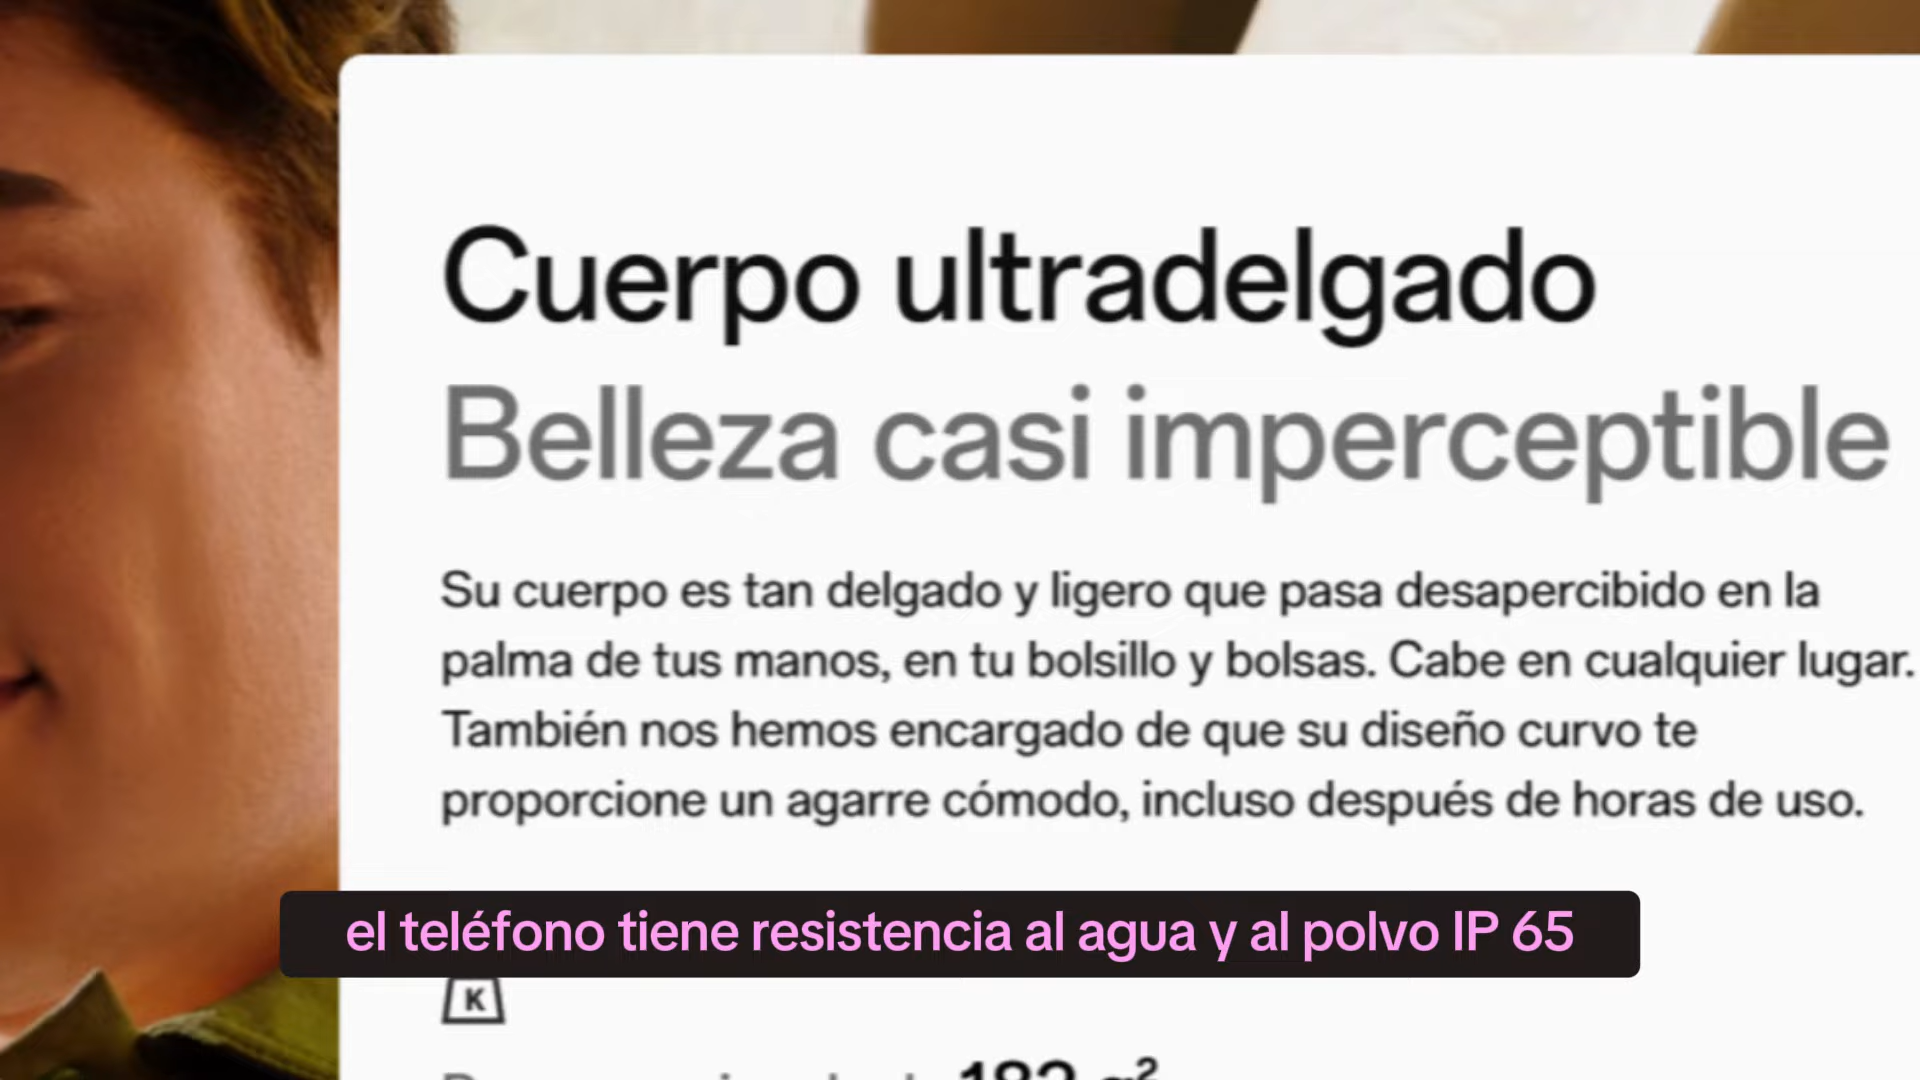 Cuerpo ultradelgado
Belleza casi imperceptible
Su cuerpo es tan delgado y ligero que pasa desapercibido en la
palma de tus manos, en tu bolsillo y bolsas. Cabe en cualquier lugar.
También nos hemos encargado de que su diseño curvo te
proporcione un agarre cómodo, incluso después de horas de uso.
el teléfono tiene resistencia al agua y al polvo IP 65
K